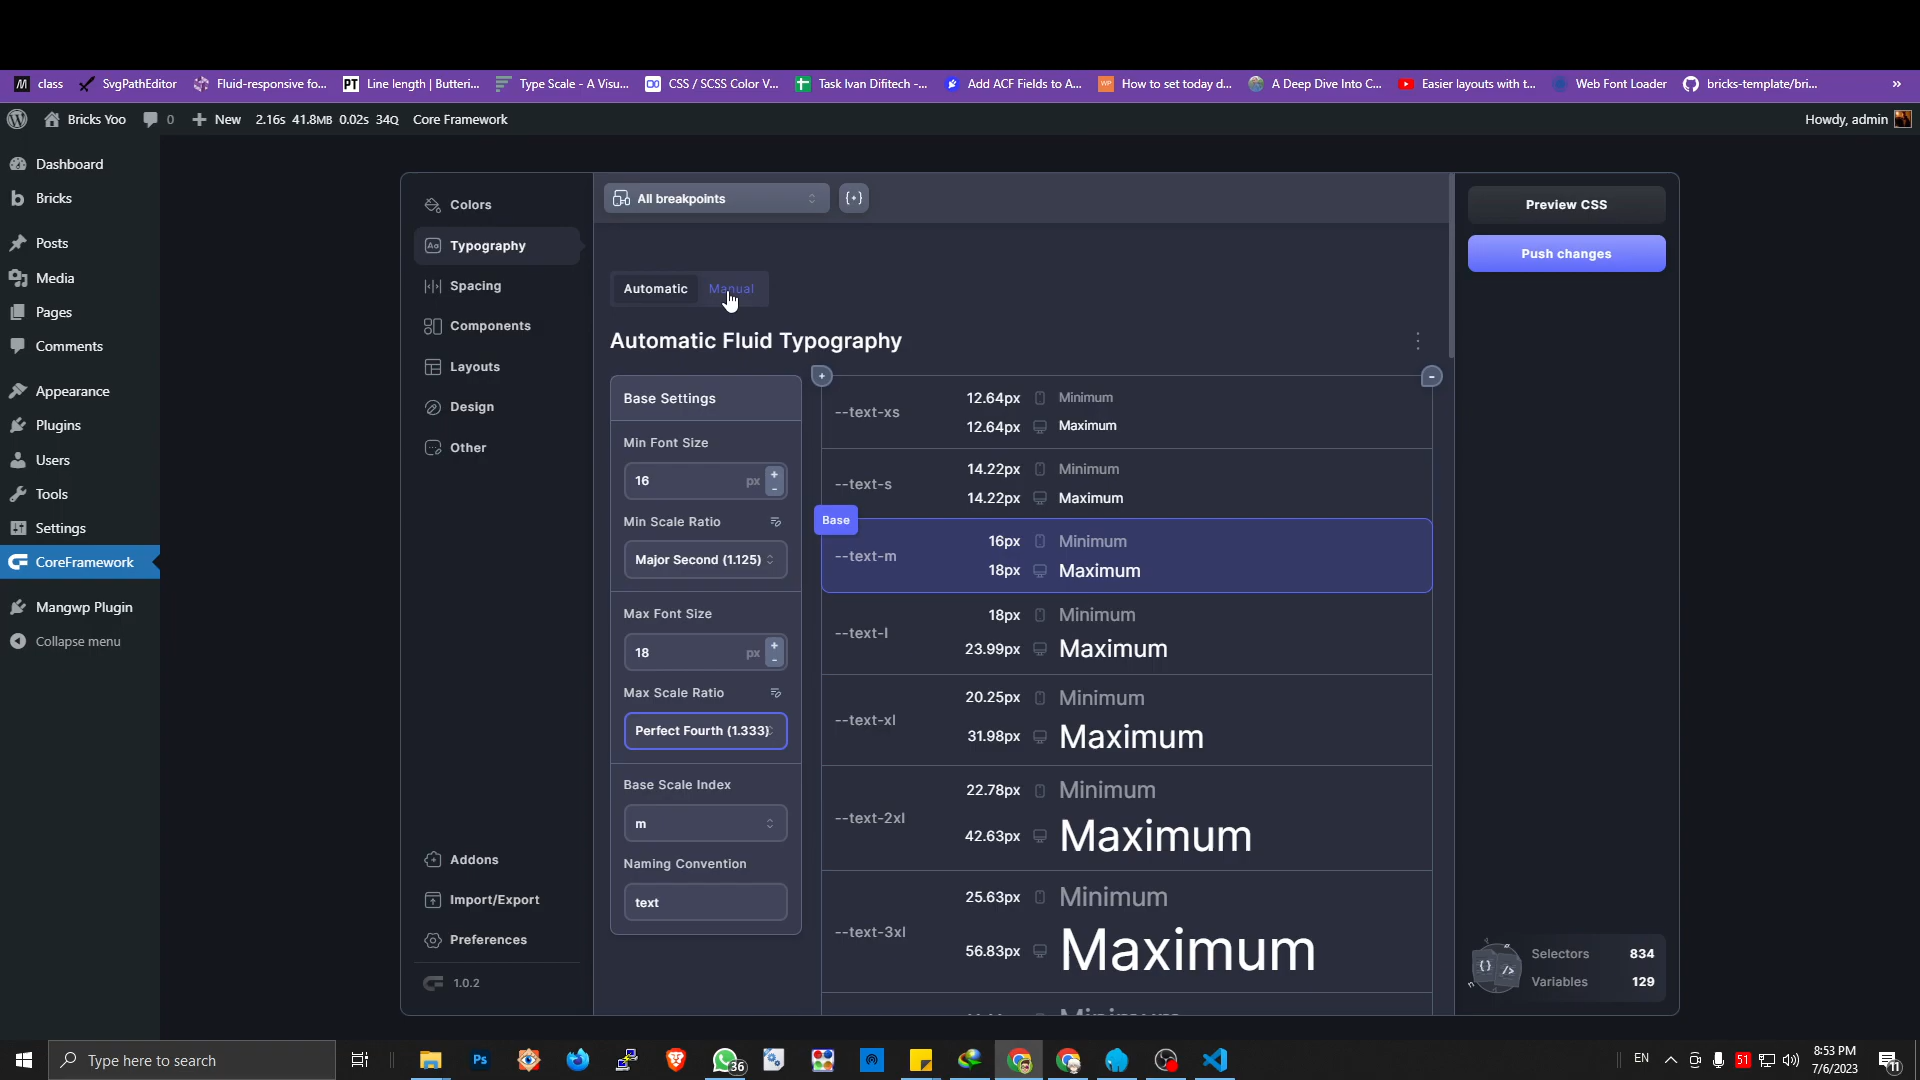 class
SvgPathEditor
Fluid-responsive fo...
PT Line length | Butteri...
Type Scale - A Visu...
CSS / SCSS Color V...
Task Ivan Difitech -...
Add ACF Fields to A...
How to set today d...
A Deep Dive Into C...
Easier layouts with t...
Web Font Loader
bricks-template/bri...
»
Bricks Yoo
0
New
2.16s 41.8MB 0.02s 34Q
Core Framework
Howdy, admin
Dashboard
Bricks
Posts
Media
Pages
Comments
Appearance
Plugins
Users
Tools
Settings
CoreFramework
Mangwp Plugin
Collapse menu
Colors
Typography
Spacing
Components
Layouts
Design
Other
Addons
Import/Export
Preferences
1.0.2
All breakpoints
Automatic
Manual
Automatic Fluid Typography
Base Settings
Min Font Size
16 px
Min Scale Ratio
Major Second (1.125)
Max Font Size
18 px
Max Scale Ratio
Perfect Fourth (1.333)
Base Scale Index
m
Naming Convention
text
--text-xs
12.64px Minimum
12.64px Maximum
--text-s
14.22px Minimum
14.22px Maximum
Base
--text-m
16px Minimum
18px Maximum
--text-l
18px Minimum
23.99px Maximum
--text-xl
20.25px Minimum
31.98px Maximum
--text-2xl
22.78px Minimum
42.63px Maximum
--text-3xl
25.63px Minimum
56.83px Maximum
Preview CSS
Push changes
Selectors 834
Variables 129
Type here to search
Ps
36
EN
51
8:53 PM
7/6/2023
11